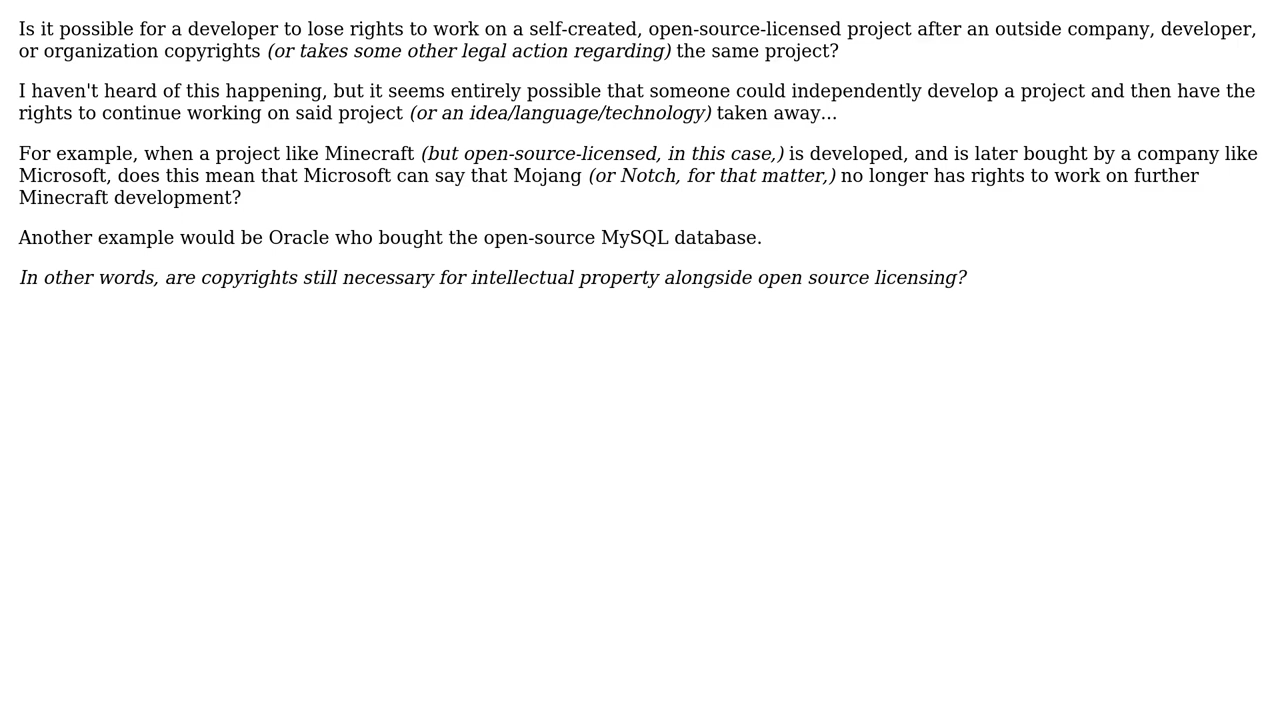 Is it possible for a developer to lose rights to work on a self-created, open-source-licensed project after an outside company, developer,
or organization copyrights (or takes some other legal action regarding) the same project?
I haven't heard of this happening, but it seems entirely possible that someone could independently develop a project and then have the
rights to continue working on said project (or an idea/language/technology) taken away...
For example, when a project like Minecraft (but open-source-licensed, in this case,) is developed, and is later bought by a company like
Microsoft, does this mean that Microsoft can say that Mojang (or Notch, for that matter,) no longer has rights to work on further
Minecraft development?
Another example would be Oracle who bought the open-source MySQL database.
In other words, are copyrights still necessary for intellectual property alongside open source licensing?